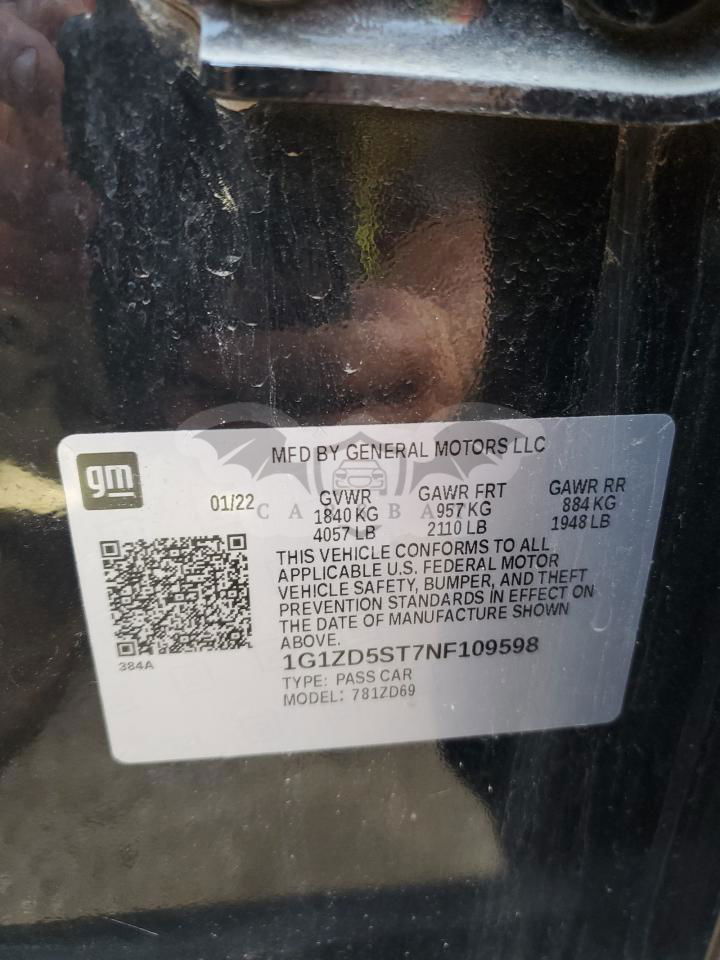 gm
MFD BY GENERAL MOTORS LLC
01/22
GVWR
1840 KG
4057 LB
GAWR FRT
957 KG
2110 LB
GAWR RR
884 KG
1948 LB
THIS VEHICLE CONFORMS TO ALL
APPLICABLE U.S. FEDERAL MOTOR
VEHICLE SAFETY, BUMPER, AND THEFT
PREVENTION STANDARDS IN EFFECT ON
THE DATE OF MANUFACTURE SHOWN
ABOVE.
384A
1G1ZD5ST7NF109598
TYPE: PASS CAR
MODEL: 781ZD69